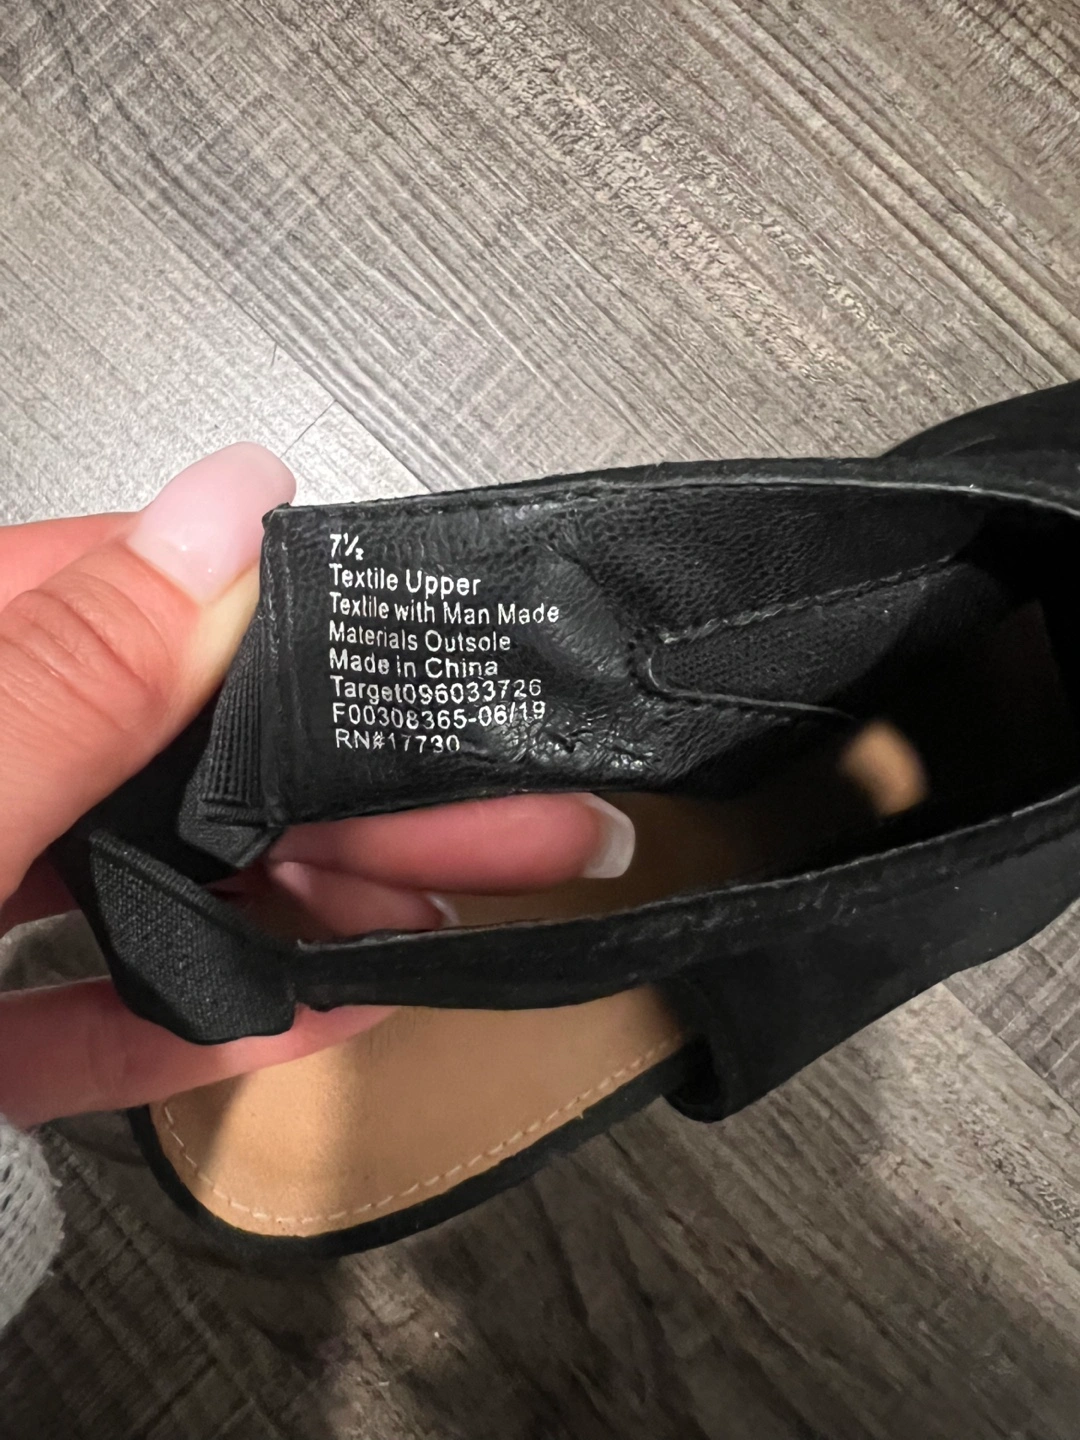 7½
Textile Upper
Textile with Man Made
Materials Outsole
Made in China
Target096033726
F00308365-06/19
RN#17730